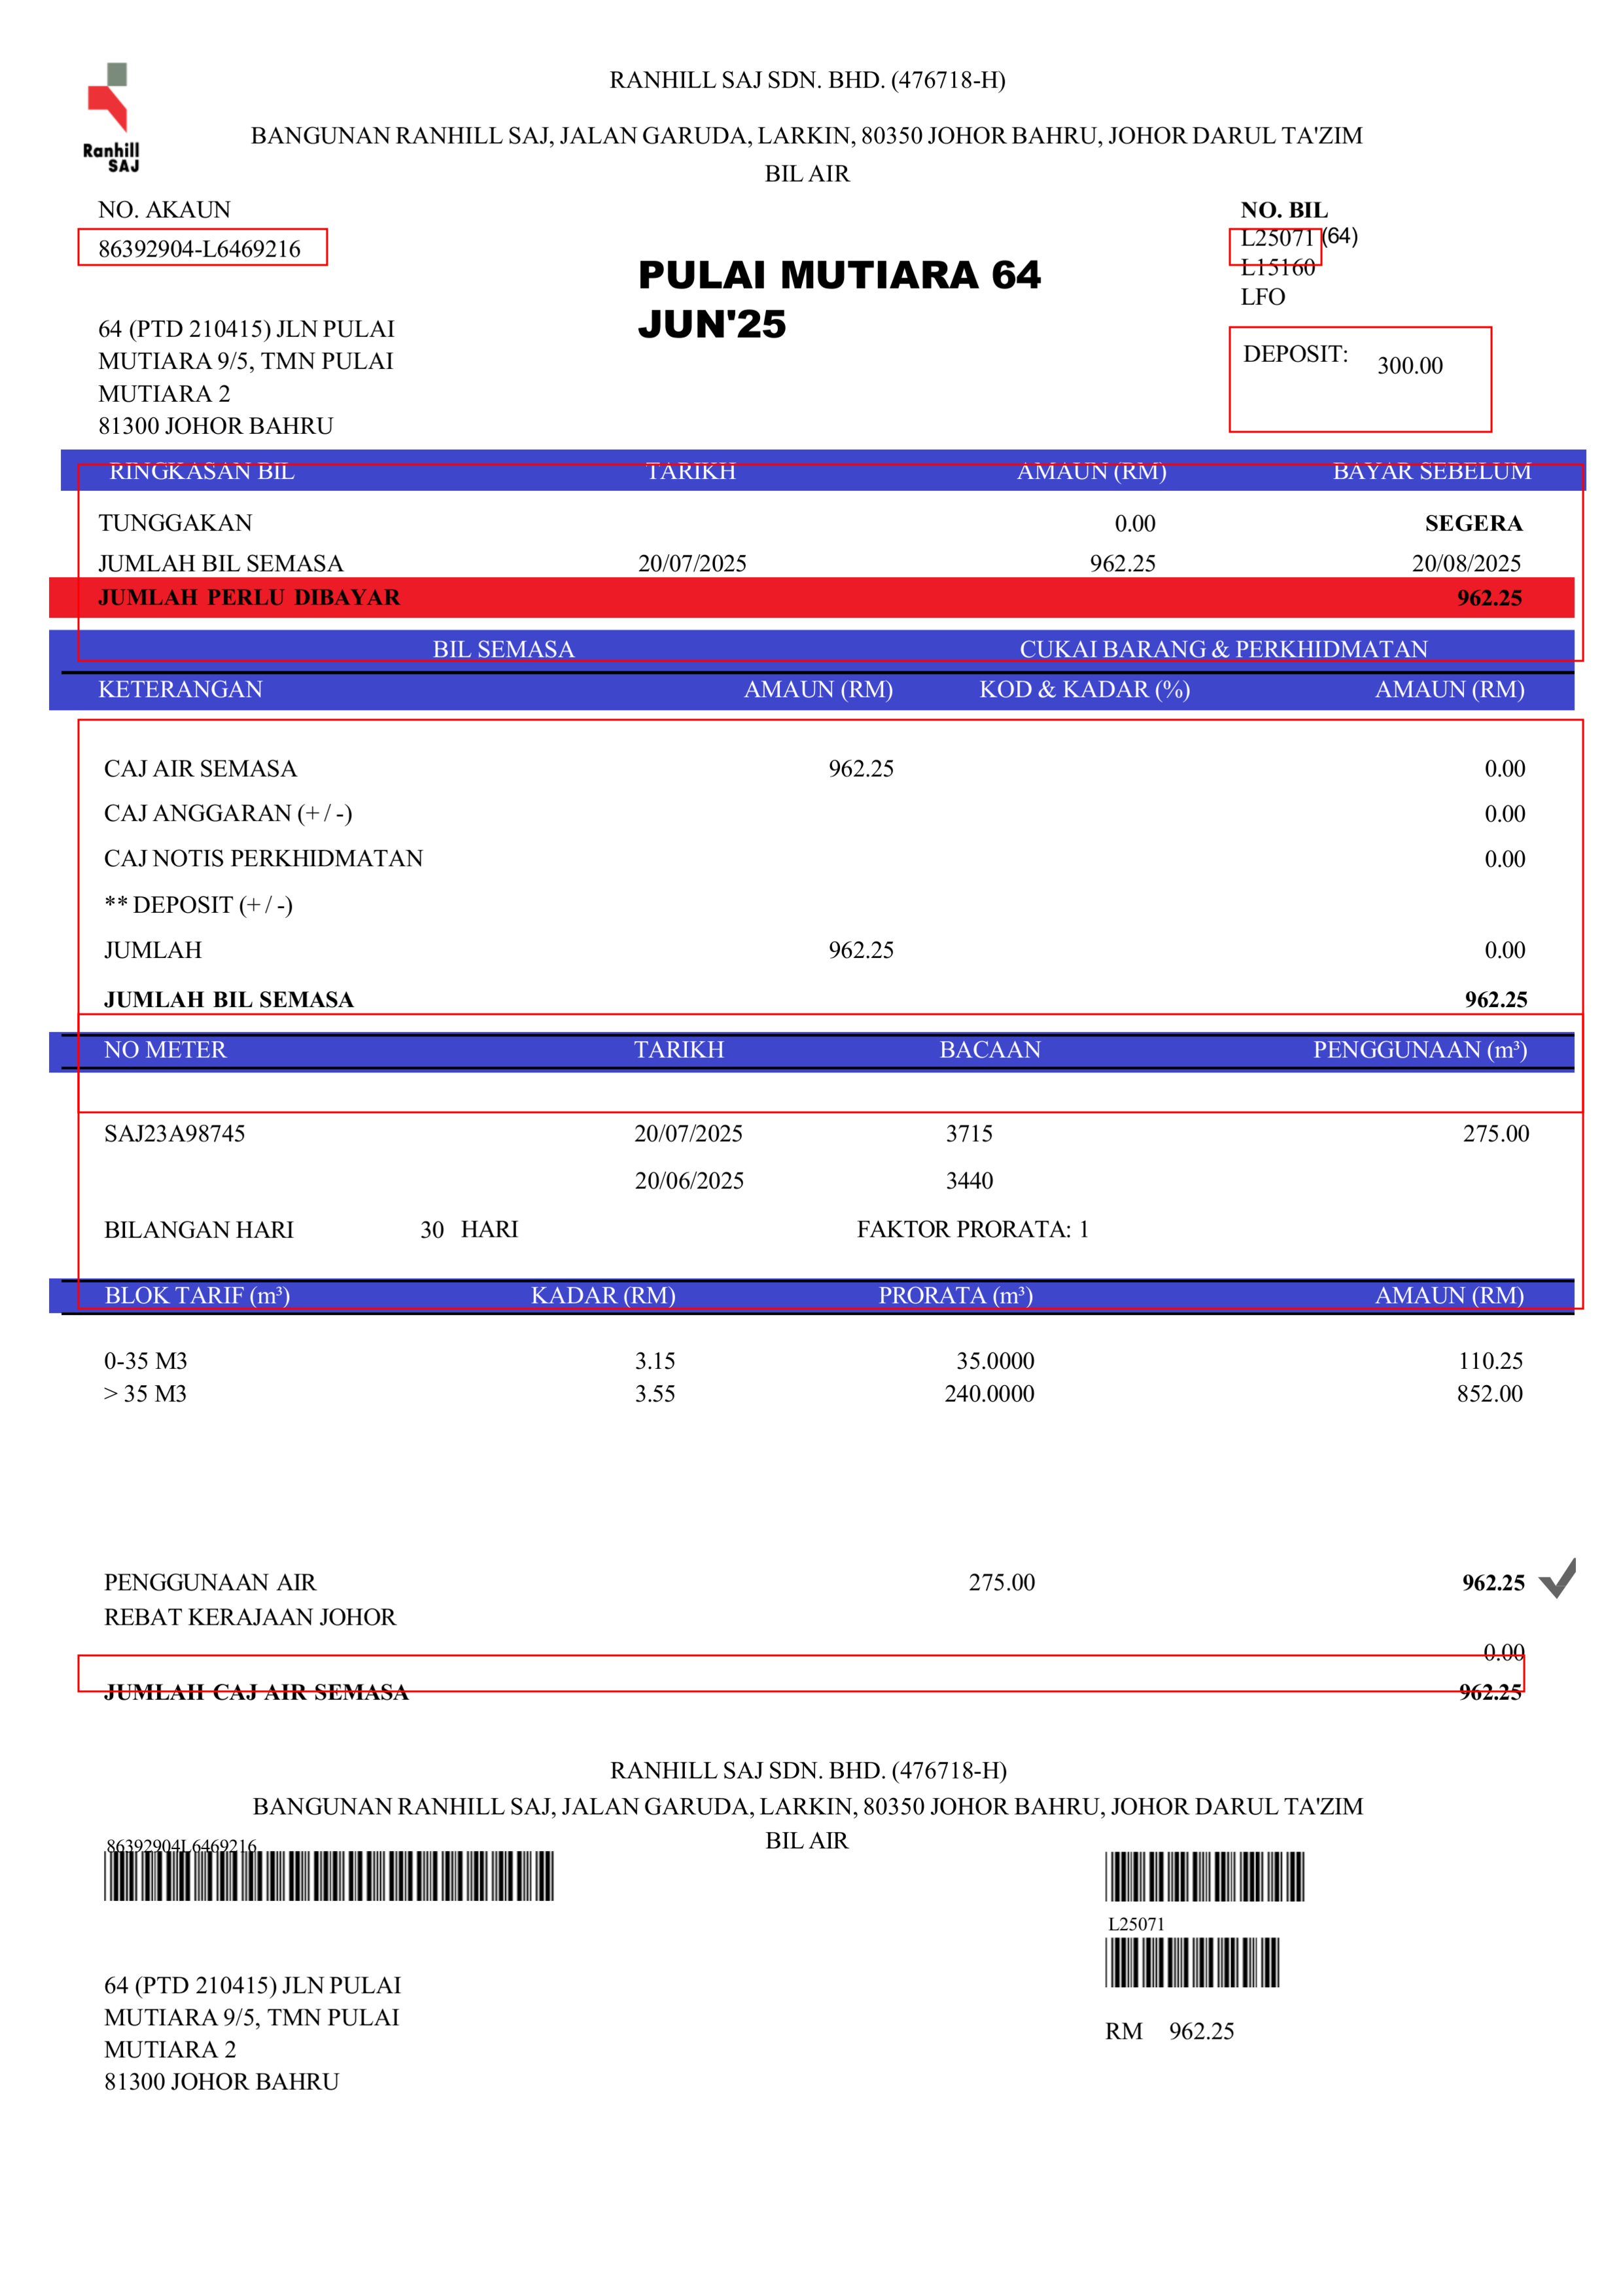 Ranhill
SAJ
RANHILL SAJ SDN. BHD. (476718-H)
BANGUNAN RANHILL SAJ, JALAN GARUDA, LARKIN, 80350 JOHOR BAHRU, JOHOR DARUL TA'ZIM
BIL AIR
NO. AKAUN
86392904-L6469216
NO. BIL
L25071 (64)
L15160
LFO
PULAI MUTIARA 64
JUN'25
64 (PTD 210415) JLN PULAI
MUTIARA 9/5, TMN PULAI
MUTIARA 2
81300 JOHOR BAHRU
DEPOSIT: 300.00
RINGKASAN BIL TARIKH AMAUN (RM) BAYAR SEBELUM
TUNGGAKAN 0.00 SEGERA
JUMLAH BIL SEMASA 20/07/2025 962.25 20/08/2025
JUMLAH PERLU DIBAYAR 962.25
BIL SEMASA CUKAI BARANG & PERKHIDMATAN
KETERANGAN AMAUN (RM) KOD & KADAR (%) AMAUN (RM)
CAJ AIR SEMASA 962.25 0.00
CAJ ANGGARAN (+ / -) 0.00
CAJ NOTIS PERKHIDMATAN 0.00
** DEPOSIT (+ / -)
JUMLAH 962.25 0.00
JUMLAH BIL SEMASA 962.25
NO METER TARIKH BACAAN PENGGUNAAN (m³)
SAJ23A98745 20/07/2025 3715 275.00
20/06/2025 3440
BILANGAN HARI 30 HARI FAKTOR PRORATA: 1
BLOK TARIF (m³) KADAR (RM) PRORATA (m³) AMAUN (RM)
0-35 M3 3.15 35.0000 110.25
> 35 M3 3.55 240.0000 852.00
PENGGUNAAN AIR 275.00 962.25
REBAT KERAJAAN JOHOR
0.00
JUMLAH CAJ AIR SEMASA 962.25
RANHILL SAJ SDN. BHD. (476718-H)
BANGUNAN RANHILL SAJ, JALAN GARUDA, LARKIN, 80350 JOHOR BAHRU, JOHOR DARUL TA'ZIM
BIL AIR
86392904L6469216
L25071
64 (PTD 210415) JLN PULAI
MUTIARA 9/5, TMN PULAI
MUTIARA 2
81300 JOHOR BAHRU
RM 962.25